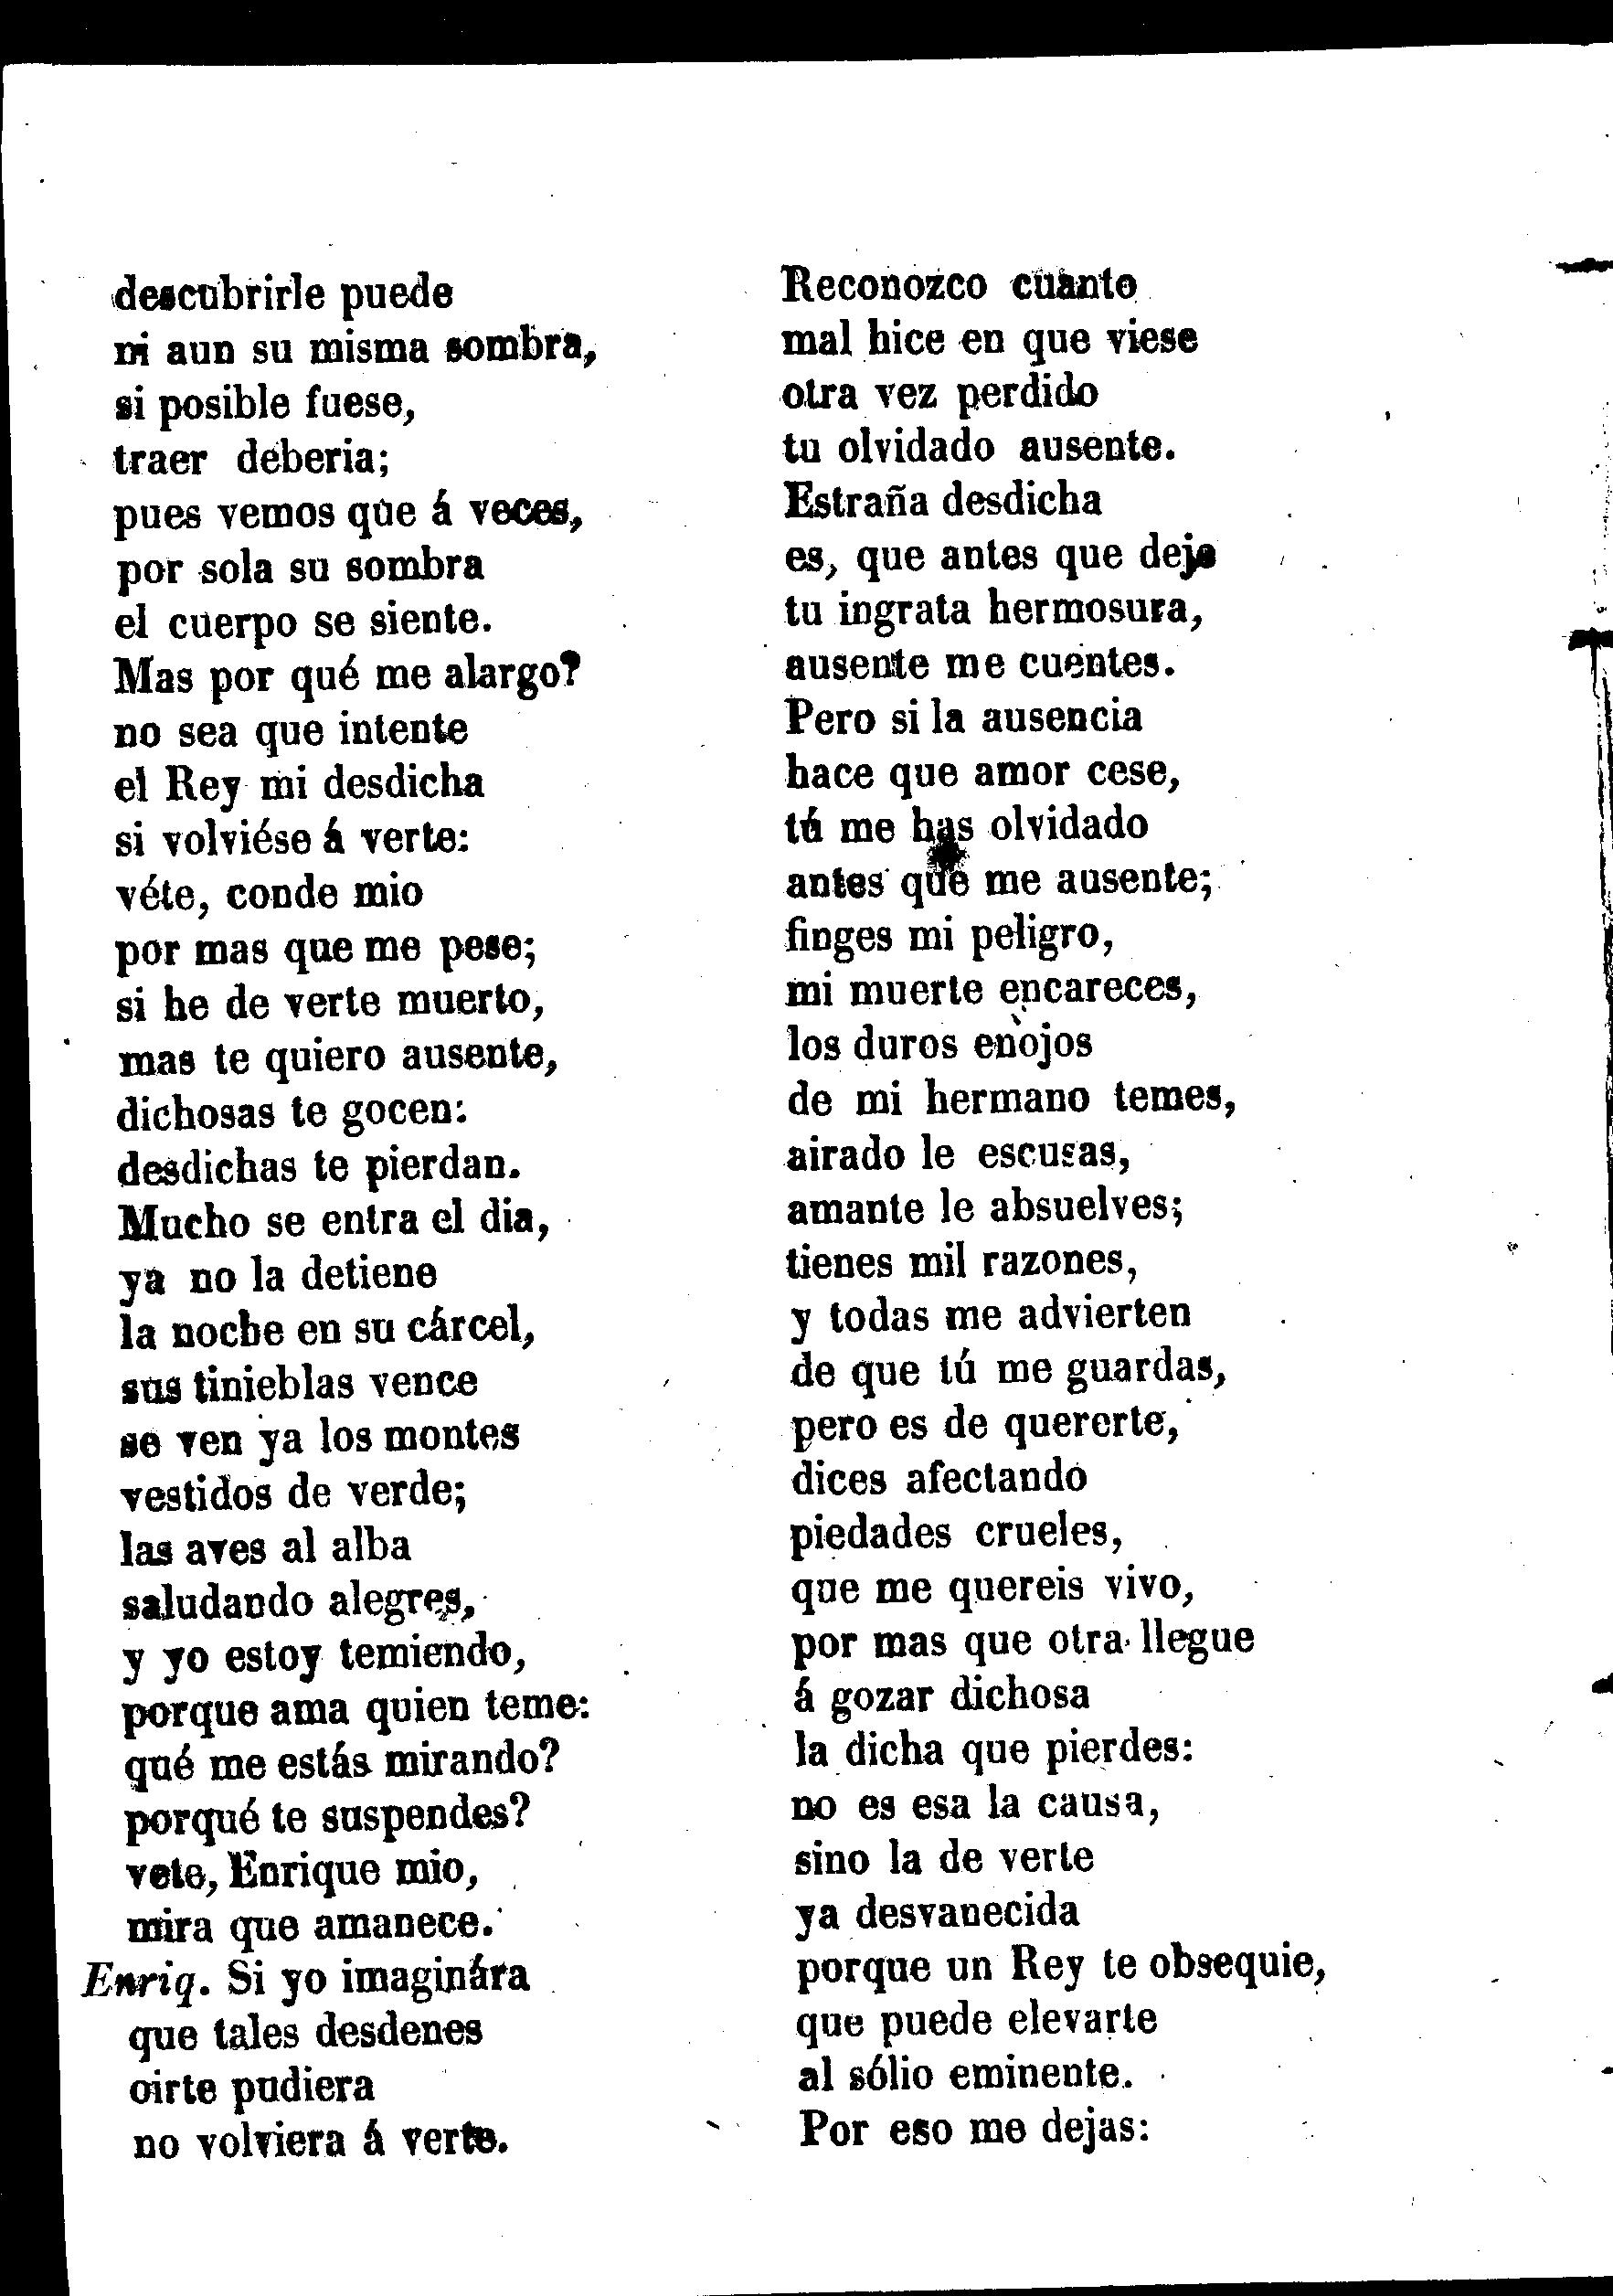 descubrirle puede
ni aun su misma sombra,
si posible fuese,
traer deberia;
pues vemos que á veces,
por sola su sombra
el cuerpo se siente.
Mas por qué me alargo?
no sea que intente
el Rey mi desdicha
si volviése á verte:
véte, conde mio
por mas que me pese;
si he de verte muerto,
mas te quiero ausente,
dichosas te gocen:
desdichas te pierdan.
Mucho se entra el dia,
ya no la detiene
la noche en su cárcel,
sus tinieblas vence
se ven ya los montes
vestidos de verde;
las aves al alba
saludando alegres,
y yo estoy temiendo,
porque ama quien teme:
qué me estás mirando?
porqué te suspendes?
vete, Enrique mio,
mira que amanece.
Enriq. Si yo imaginára
que tales desdenes
oirte pudiera
no volviera á verte.
Reconozco cuanto
mal hice en que viese
otra vez perdido
tu olvidado ausente.
Estraña desdicha
es, que antes que deje
tu ingrata hermosura,
ausente me cuentes.
Pero si la ausencia
hace que amor cese,
tú me has olvidado
antes que me ausente;
finges mi peligro,
mi muerte encareces,
los duros enojos
de mi hermano temes,
airado le escusas,
amante le absuelves;
tienes mil razones,
y todas me advierten
de que tú me guardas,
pero es de quererte,
dices afectando
piedades crueles,
que me quereis vivo,
por mas que otra llegue
á gozar dichosa
la dicha que pierdes:
no es esa la causa,
sino la de verte
ya desvanecida
porque un Rey te obsequie,
que puede elevarte
al sólio eminente.
Por eso me dejas: